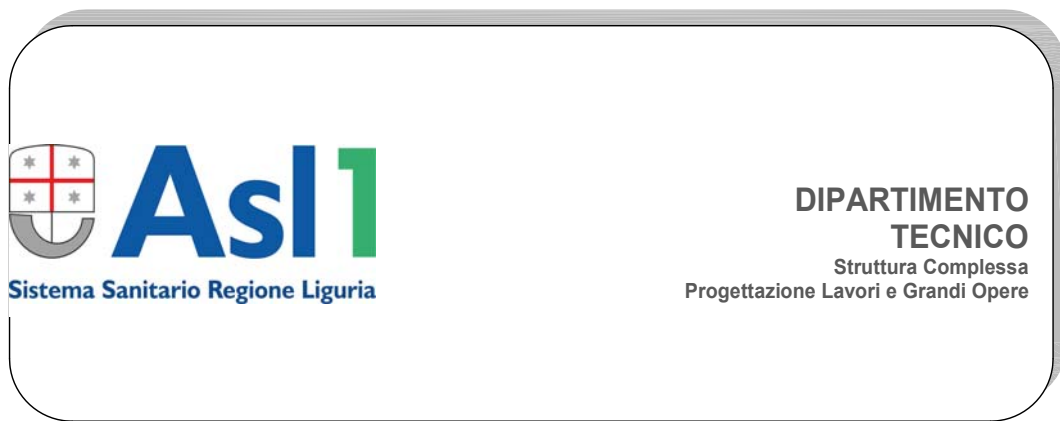 Asl1
Sistema Sanitario Regione Liguria
DIPARTIMENTO
TECNICO
Struttura Complessa
Progettazione Lavori e Grandi Opere